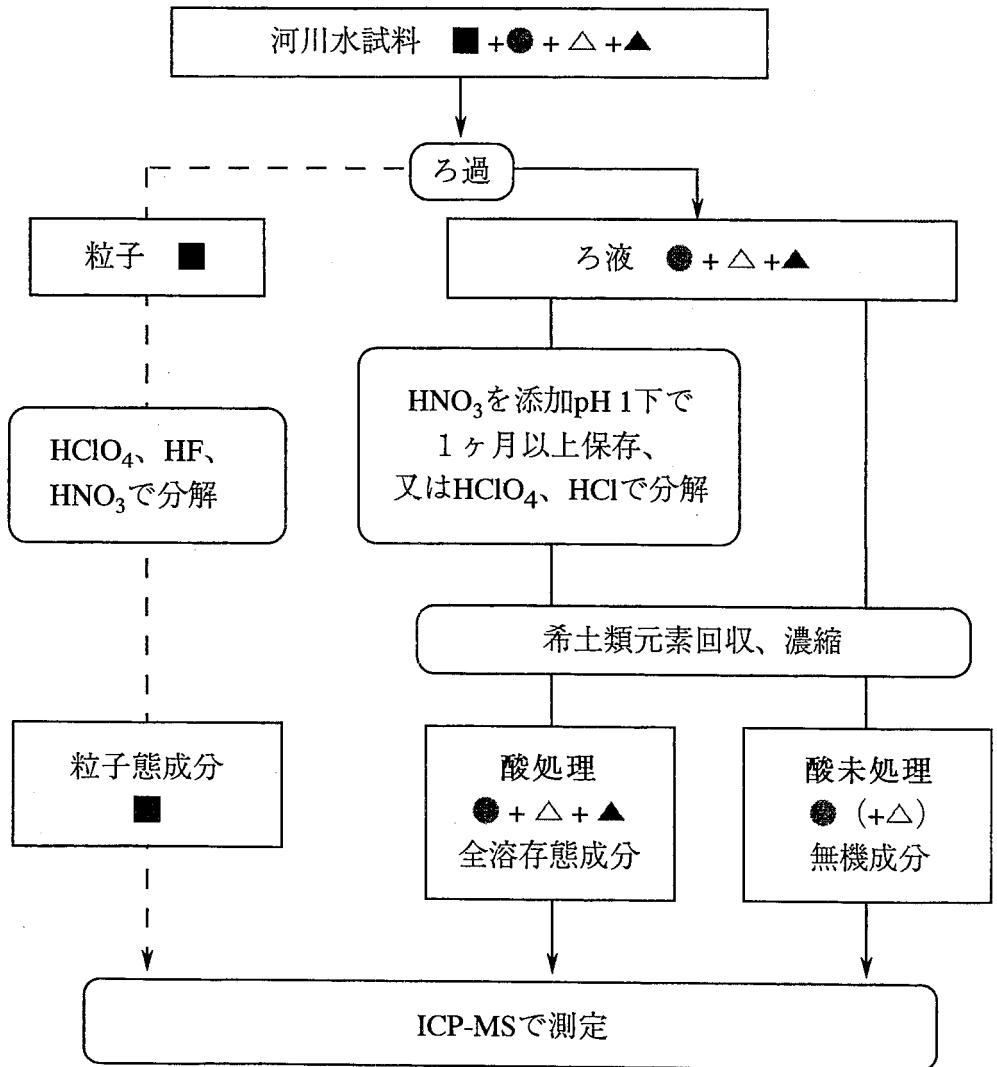 河川水試料 ■+●+△+▲
ろ過
粒子 ■
ろ液 ●+△+▲
HClO4、HF、
HNO3で分解
HNO3を添加pH 1下で
１ヶ月以上保存、
又はHClO4、HClで分解
希土類元素回収、濃縮
粒子態成分
■
酸処理
●+△+▲
全溶存態成分
酸未処理
●(+△)
無機成分
ICP-MSで測定